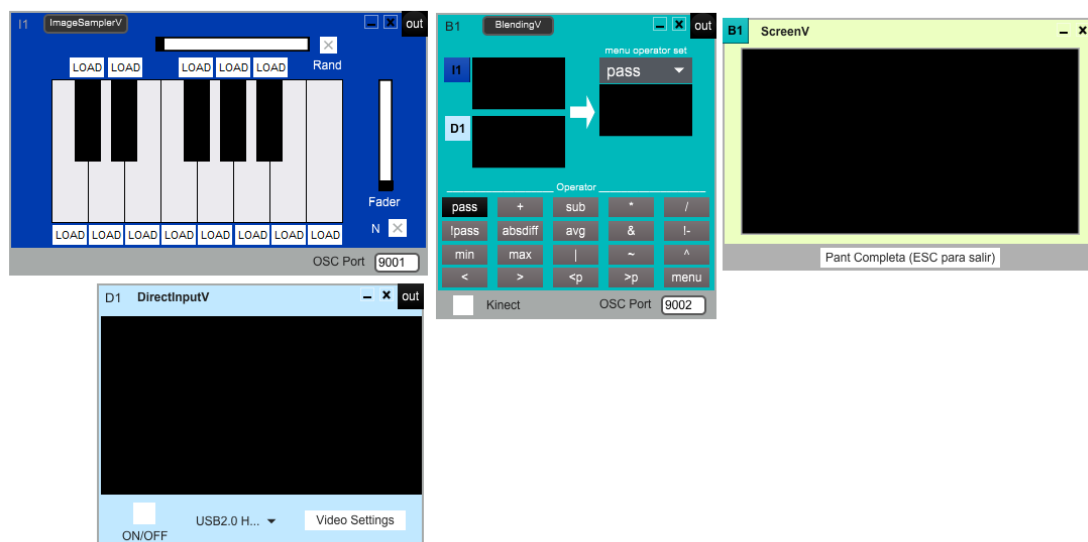 I1 ImageSamplerV out
Rand
LOAD LOAD LOAD LOAD LOAD
Fader
N
LOAD LOAD LOAD LOAD LOAD LOAD LOAD LOAD
OSC Port 9001
B1 BlendingV out
menu operator set
I1 pass
D1
Operator
pass + sub * /
!pass absdiff avg & !-
min max | ~ ^
< > <p >p menu
Kinect OSC Port 9002
B1 ScreenV
Pant Completa (ESC para salir)
D1 DirectInputV out
USB2.0 H... Video Settings
ON/OFF